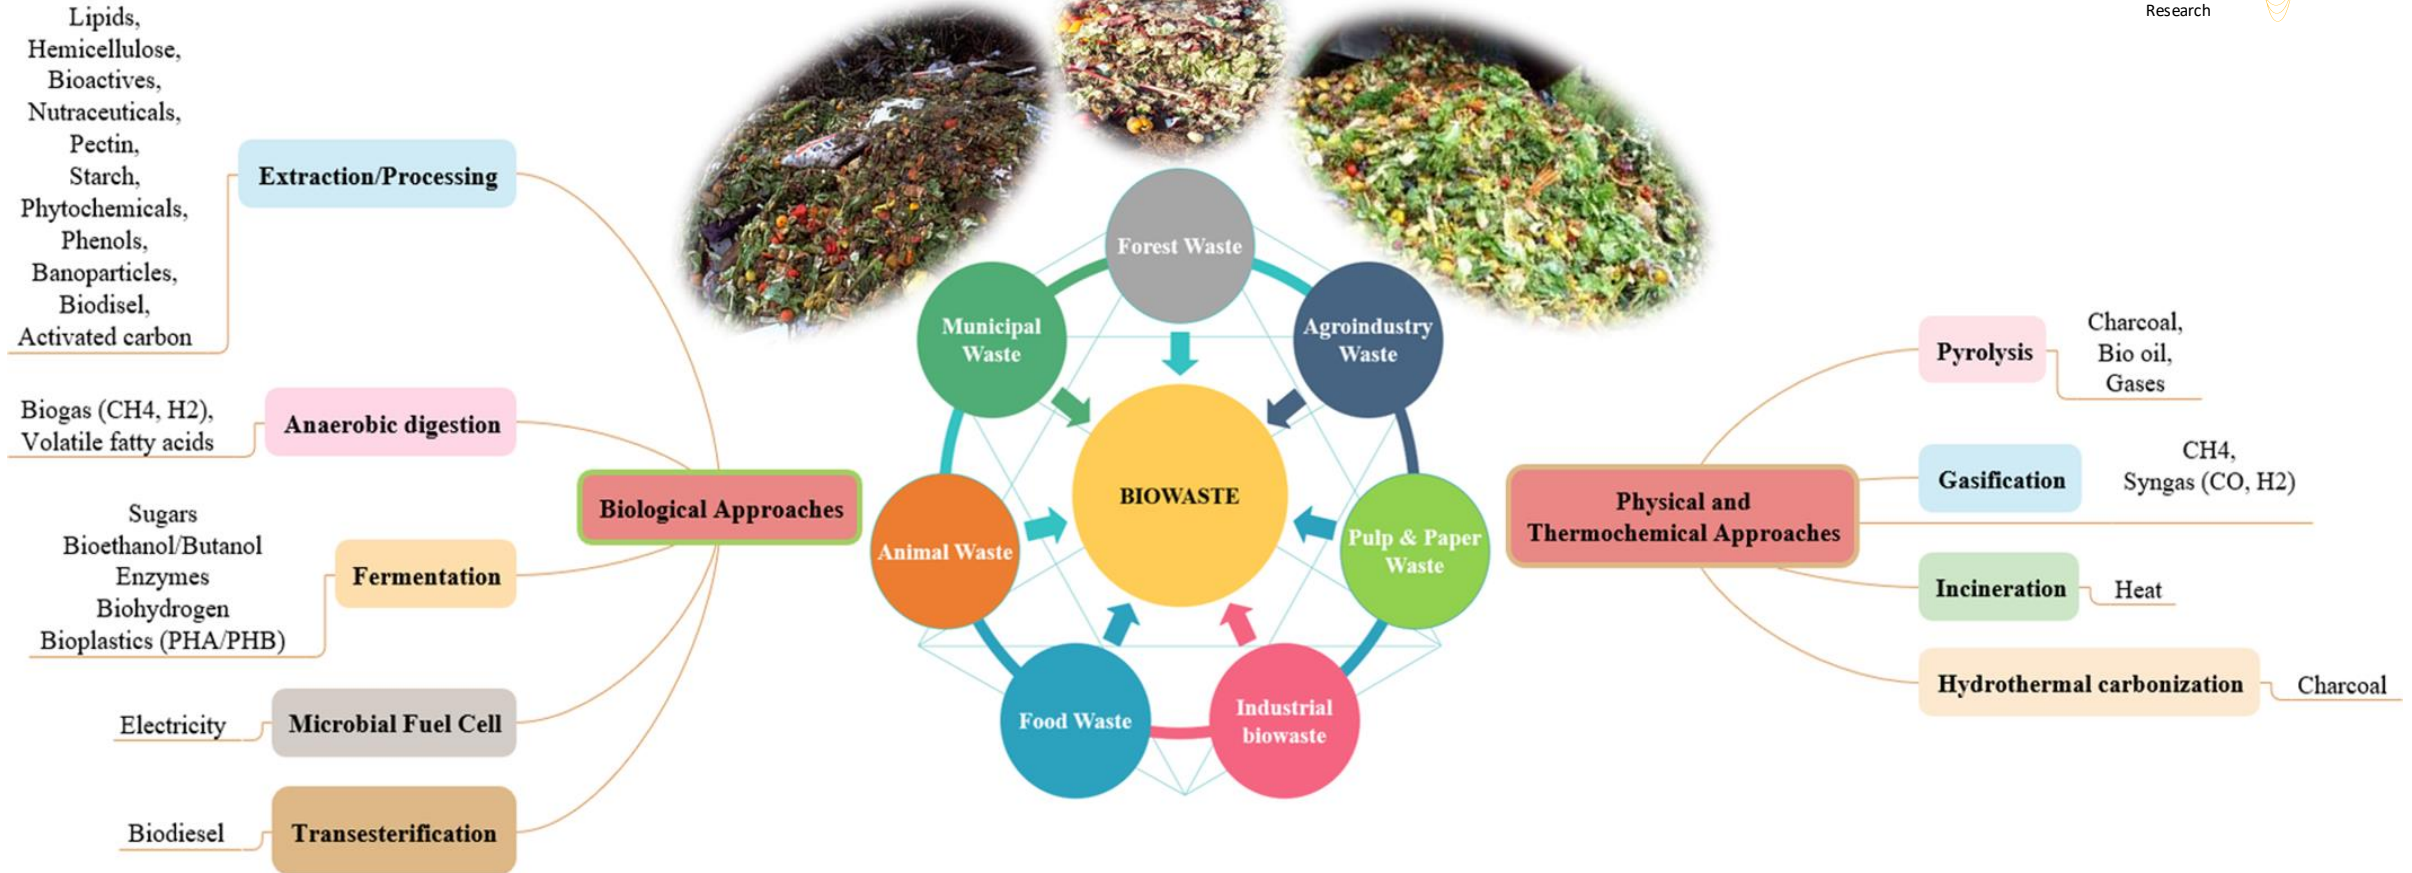 Research
Lipids,
Hemicellulose,
Bioactives,
Nutraceuticals,
Pectin,
Starch,
Phytochemicals,
Phenols,
Banoparticles,
Biodisel,
Activated carbon
Extraction/Processing
Biogas (CH4, H2),
Volatile fatty acids
Anaerobic digestion
Sugars
Bioethanol/Butanol
Enzymes
Biohydrogen
Bioplastics (PHA/PHB)
Fermentation
Electricity
Microbial Fuel Cell
Biodiesel
Transesterification
Biological Approaches
Forest Waste
Municipal
Waste
Agroindustry
Waste
BIOWASTE
Animal Waste
Pulp & Paper
Waste
Food Waste
Industrial
biowaste
Physical and
Thermochemical Approaches
Pyrolysis
Charcoal,
Bio oil,
Gases
Gasification
CH4,
Syngas (CO, H2)
Incineration
Heat
Hydrothermal carbonization
Charcoal